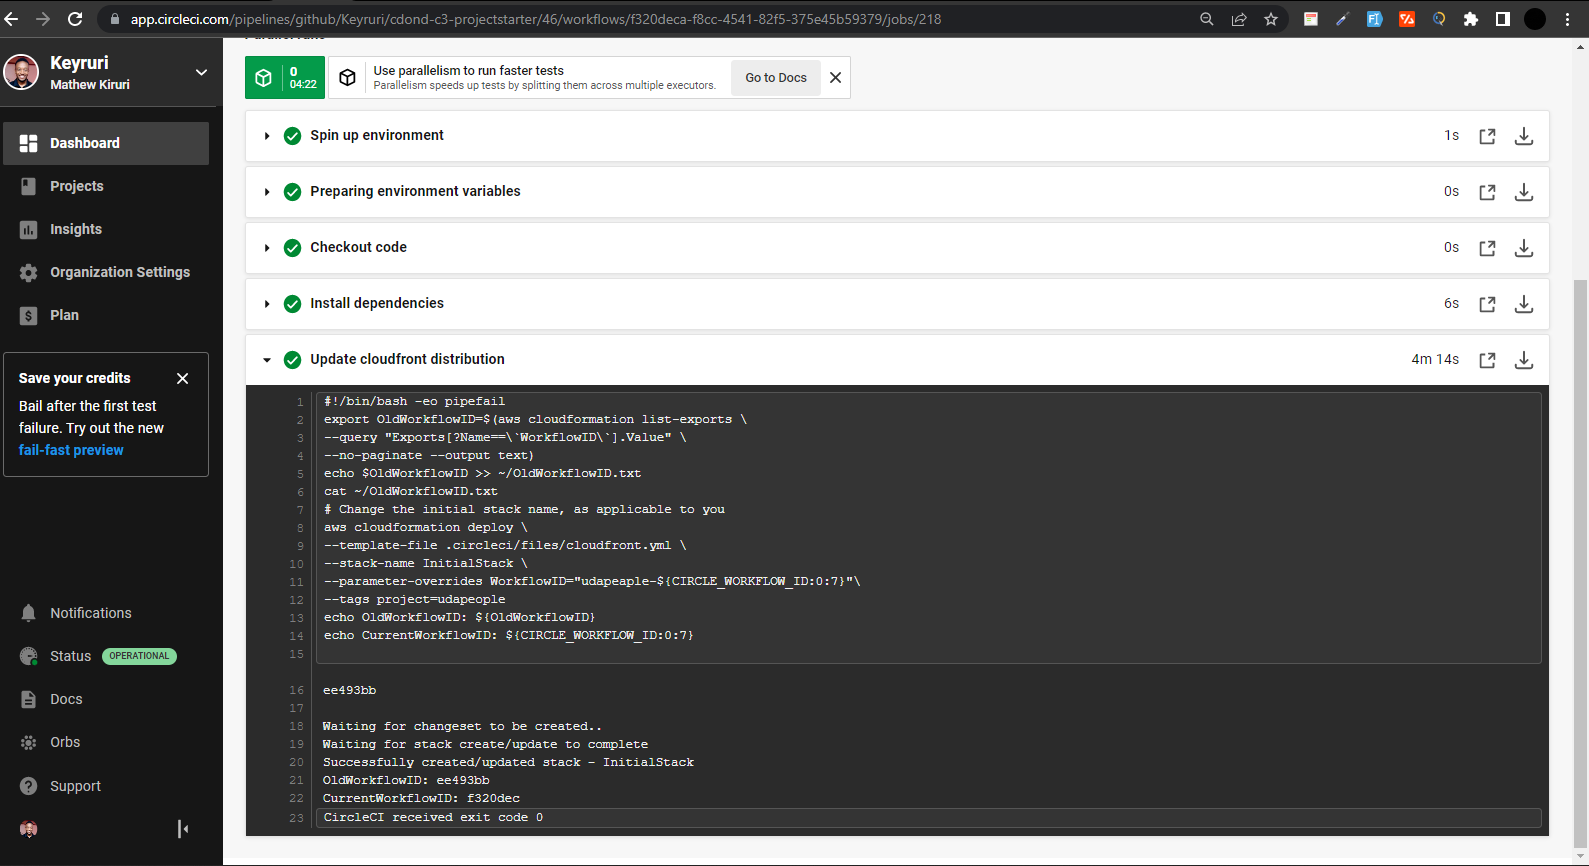 app.circleci.com/pipelines/github/Keyruri/cdond-c3-projectstarter/46/workflows/f320deca-f8cc-4541-82f5-375e45b59379/jobs/218
Keyruri
Mathew Kiruri
Dashboard
Projects
Insights
Organization Settings
Plan
Save your credits
Bail after the first test
failure. Try out the new
fail-fast preview
Notifications
Status OPERATIONAL
Docs
Orbs
Support
0
04:22
Use parallelism to run faster tests
Parallelism speeds up tests by splitting them across multiple executors.
Go to Docs
Spin up environment 1s
Preparing environment variables 0s
Checkout code 0s
Install dependencies 6s
Update cloudfront distribution 4m 14s
1 #!/bin/bash -eo pipefail
2 export OldWorkflowID=$(aws cloudformation list-exports \
3 --query "Exports[?Name==\`WorkflowID\`].Value" \
4 --no-paginate --output text)
5 echo $OldWorkflowID >> ~/OldWorkflowID.txt
6 cat ~/OldWorkflowID.txt
7 # Change the initial stack name, as applicable to you
8 aws cloudformation deploy \
9 --template-file .circleci/files/cloudfront.yml \
10 --stack-name InitialStack \
11 --parameter-overrides WorkflowID="udapeaple-${CIRCLE_WORKFLOW_ID:0:7}"\
12 --tags project=udapeople
13 echo OldWorkflowID: ${OldWorkflowID}
14 echo CurrentWorkflowID: ${CIRCLE_WORKFLOW_ID:0:7}
15
16 ee493bb
17
18 Waiting for changeset to be created..
19 Waiting for stack create/update to complete
20 Successfully created/updated stack - InitialStack
21 OldWorkflowID: ee493bb
22 CurrentWorkflowID: f320dec
23 CircleCI received exit code 0